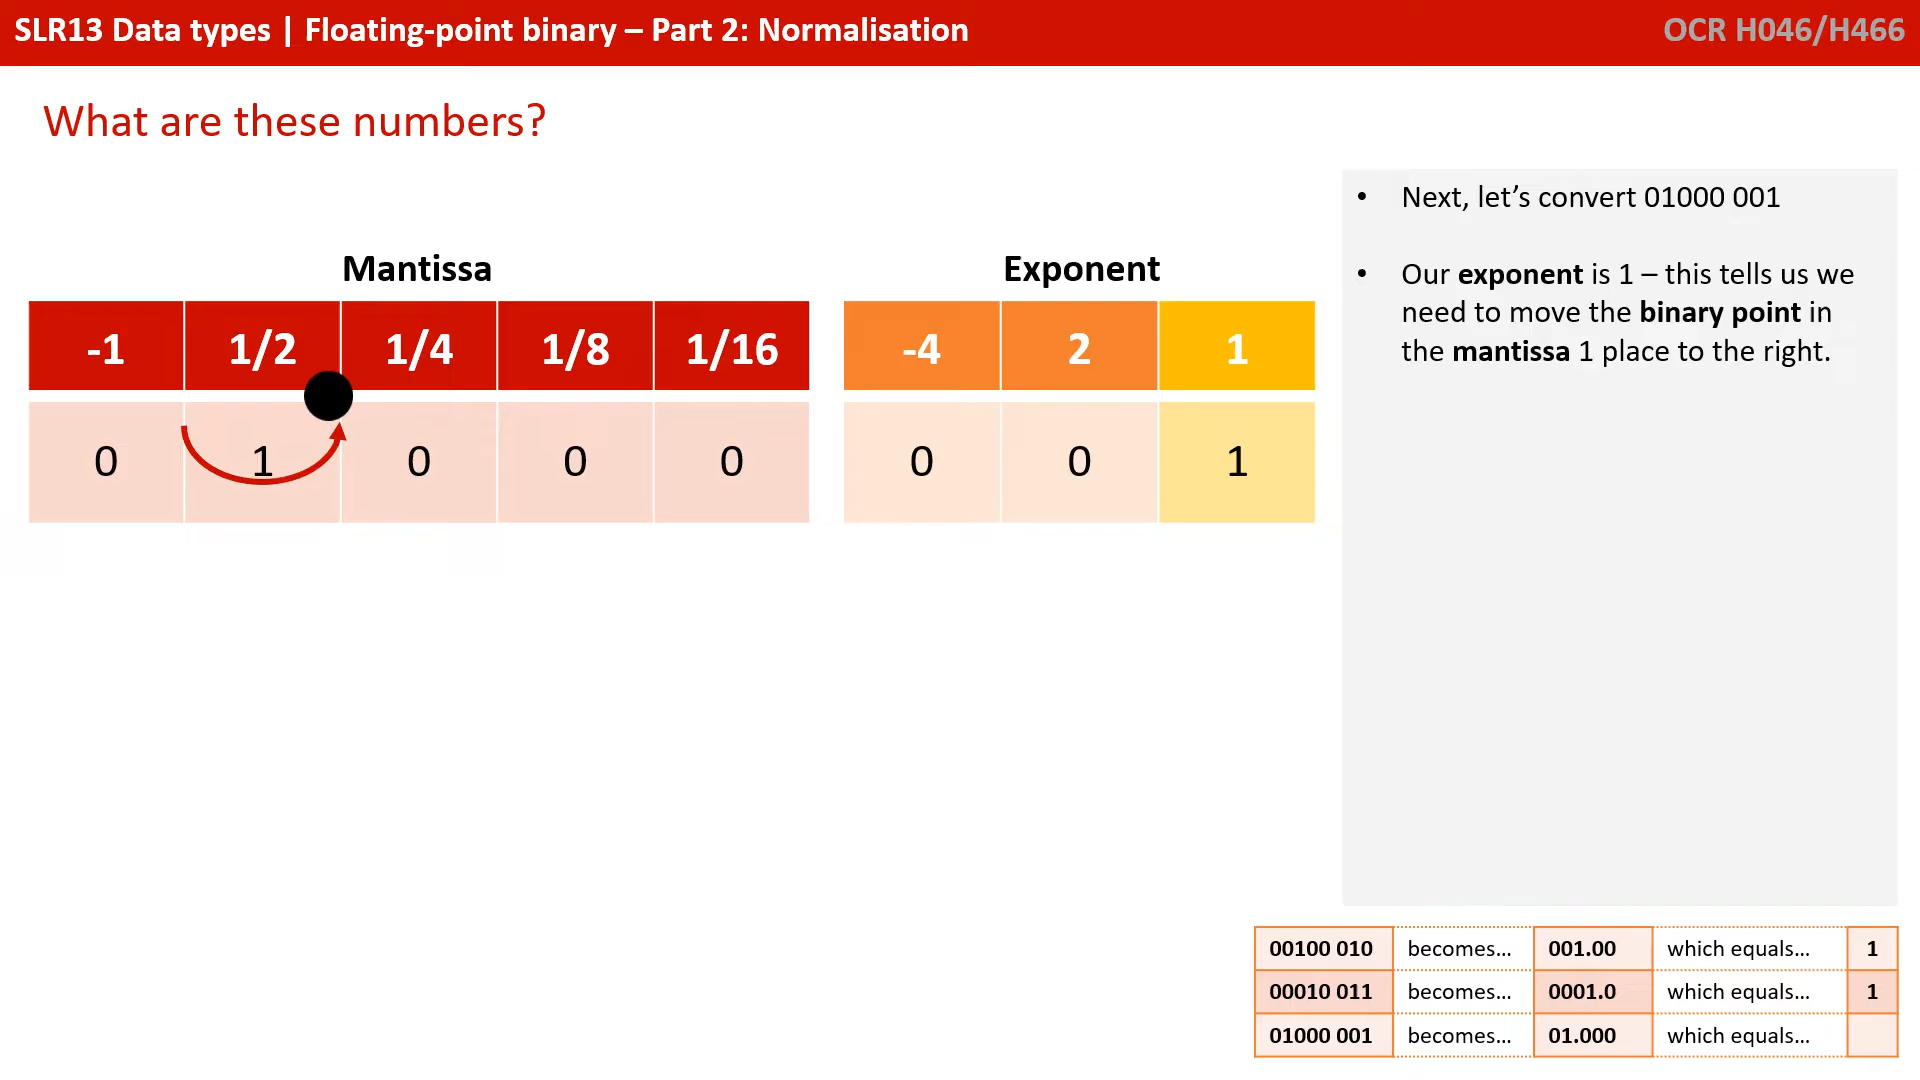 SLR13 Data types | Floating-point binary – Part 2: Normalisation
OCR H046/H466
What are these numbers?
Mantissa
Exponent
-1 1/2 1/4 1/8 1/16
-4 2 1
0 1 0 0 0
0 0 1
• Next, let’s convert 01000 001
• Our exponent is 1 – this tells us we
need to move the binary point in
the mantissa 1 place to the right.
00100 010 becomes... 001.00 which equals... 1
00010 011 becomes... 0001.0 which equals... 1
01000 001 becomes... 01.000 which equals...